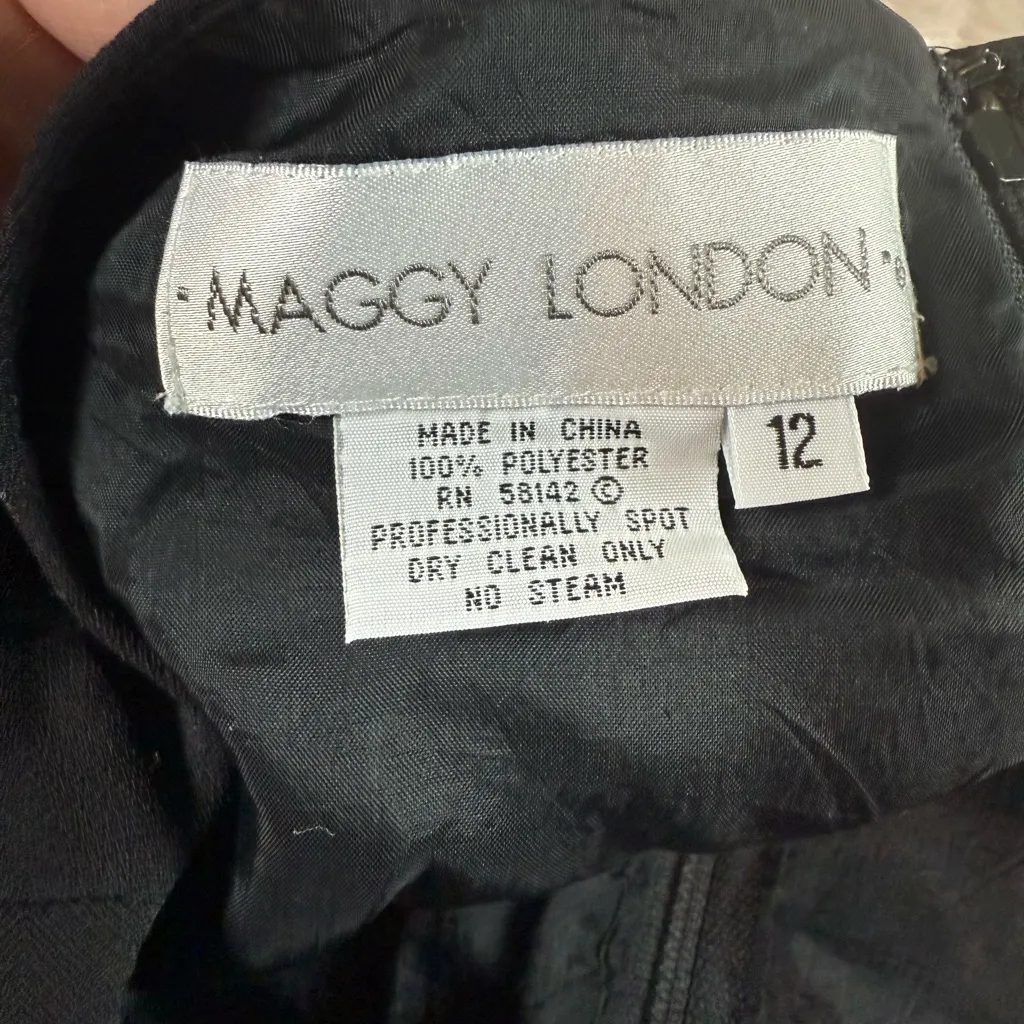 "MAGGY LONDON"®
MADE IN CHINA
100% POLYESTER
RN 58142 ©
PROFESSIONALLY SPOT
DRY CLEAN ONLY
NO STEAM
12